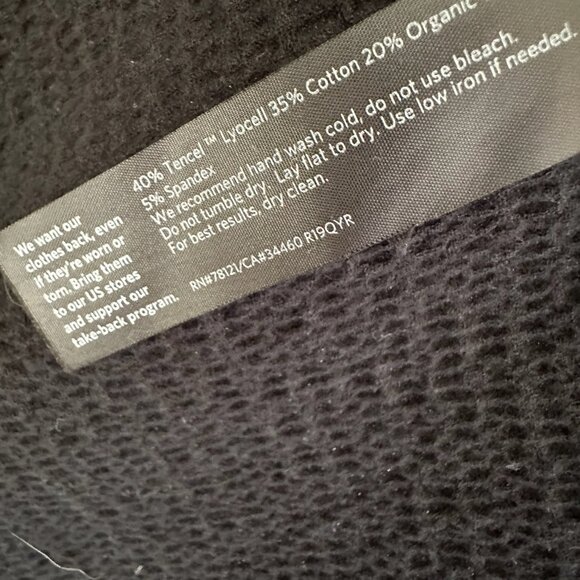 We want our
clothes back, even
if they're worn or
torn. Bring them
to our US stores
and support our
take-back program.
40% Tencel™ Lyocell 35% Cotton 20% Organic
5% Spandex
We recommend hand wash cold, do not use bleach.
Do not tumble dry. Lay flat to dry. Use low iron if needed.
For best results, dry clean.
RN#78121/CA#34460 R19QYR